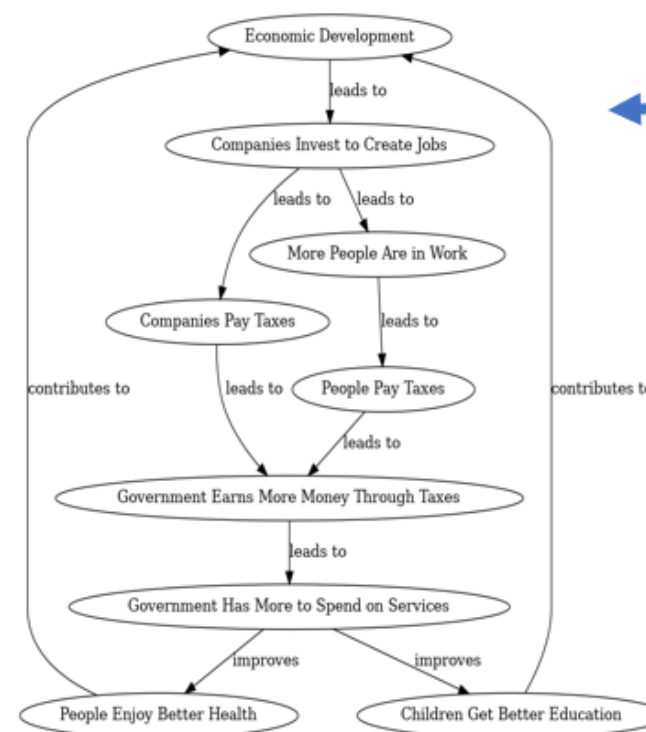 Economic Development
leads to
Companies Invest to Create Jobs
leads to
leads to
More People Are in Work
Companies Pay Taxes
leads to
contributes to
leads to
People Pay Taxes
contributes to
leads to
Government Earns More Money Through Taxes
leads to
Government Has More to Spend on Services
improves
improves
People Enjoy Better Health
Children Get Better Education